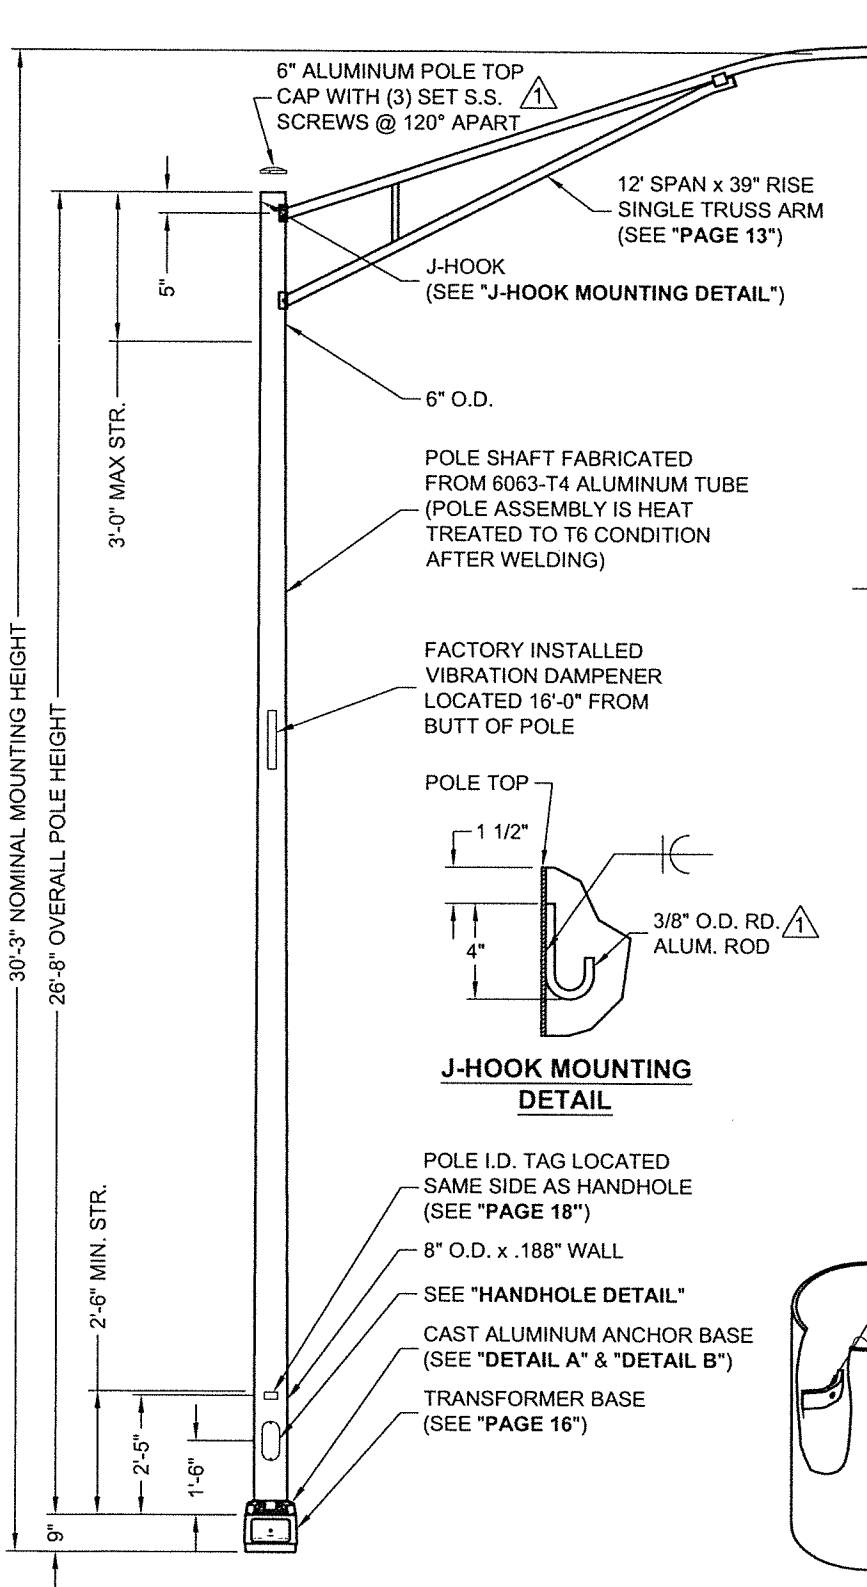 6" ALUMINUM POLE TOP
CAP WITH (3) SET S.S.
SCREWS @ 120° APART
1
12' SPAN x 39" RISE
SINGLE TRUSS ARM
(SEE "PAGE 13")
5"
J-HOOK
(SEE "J-HOOK MOUNTING DETAIL")
6" O.D.
3'-0" MAX STR.
POLE SHAFT FABRICATED
FROM 6063-T4 ALUMINUM TUBE
(POLE ASSEMBLY IS HEAT
TREATED TO T6 CONDITION
AFTER WELDING)
FACTORY INSTALLED
VIBRATION DAMPENER
LOCATED 16'-0" FROM
BUTT OF POLE
30'-3" NOMINAL MOUNTING HEIGHT
26'-8" OVERALL POLE HEIGHT
POLE TOP
1 1/2"
4"
3/8" O.D. RD.
ALUM. ROD
1
J-HOOK MOUNTING
DETAIL
POLE I.D. TAG LOCATED
SAME SIDE AS HANDHOLE
(SEE "PAGE 18")
8" O.D. x .188" WALL
SEE "HANDHOLE DETAIL"
CAST ALUMINUM ANCHOR BASE
(SEE "DETAIL A" & "DETAIL B")
TRANSFORMER BASE
(SEE "PAGE 16")
2'-6" MIN. STR.
2'-5"
1'-6"
9"